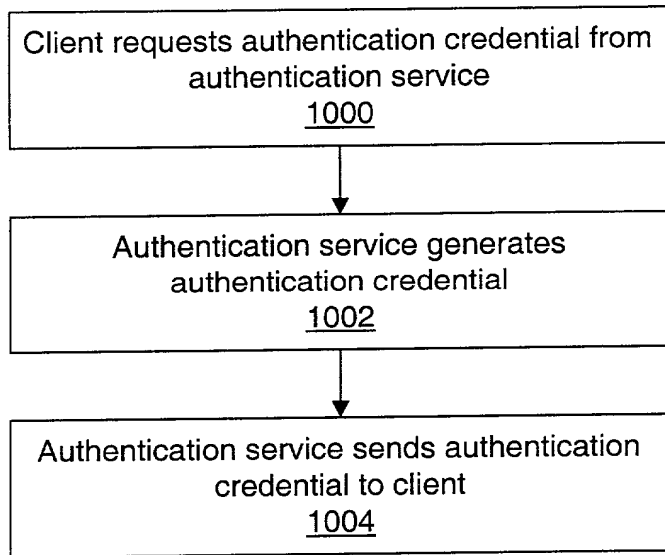 Client requests authentication credential from
authentication service
1000
Authentication service generates
authentication credential
1002
Authentication service sends authentication
credential to client
1004